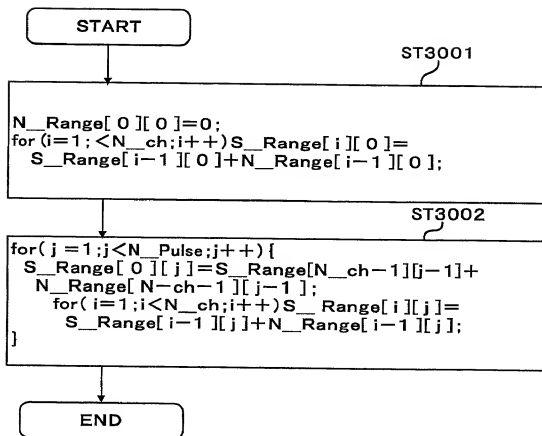 START
ST3001
N__Range[ 0 ][ 0 ]=0;
for (i=1; <N__ch;i++)S__Range[ i ][ 0 ]=
S__Range[ i−1 ][ 0 ]+N__Range[ i−1 ][ 0 ];
ST3002
for( j =1;j<N__Pulse;j++){
S__Range[ 0 ][ j ]=S__Range[N__ch−1][j−1]+
N__Range[ N−ch−1 ][ j−1 ];
for( i=1;i<N__ch;i++)S__ Range[ i ][ j ]=
S__Range[ i−1 ][ j ]+N__Range[ i−1 ][ j ];
}
END